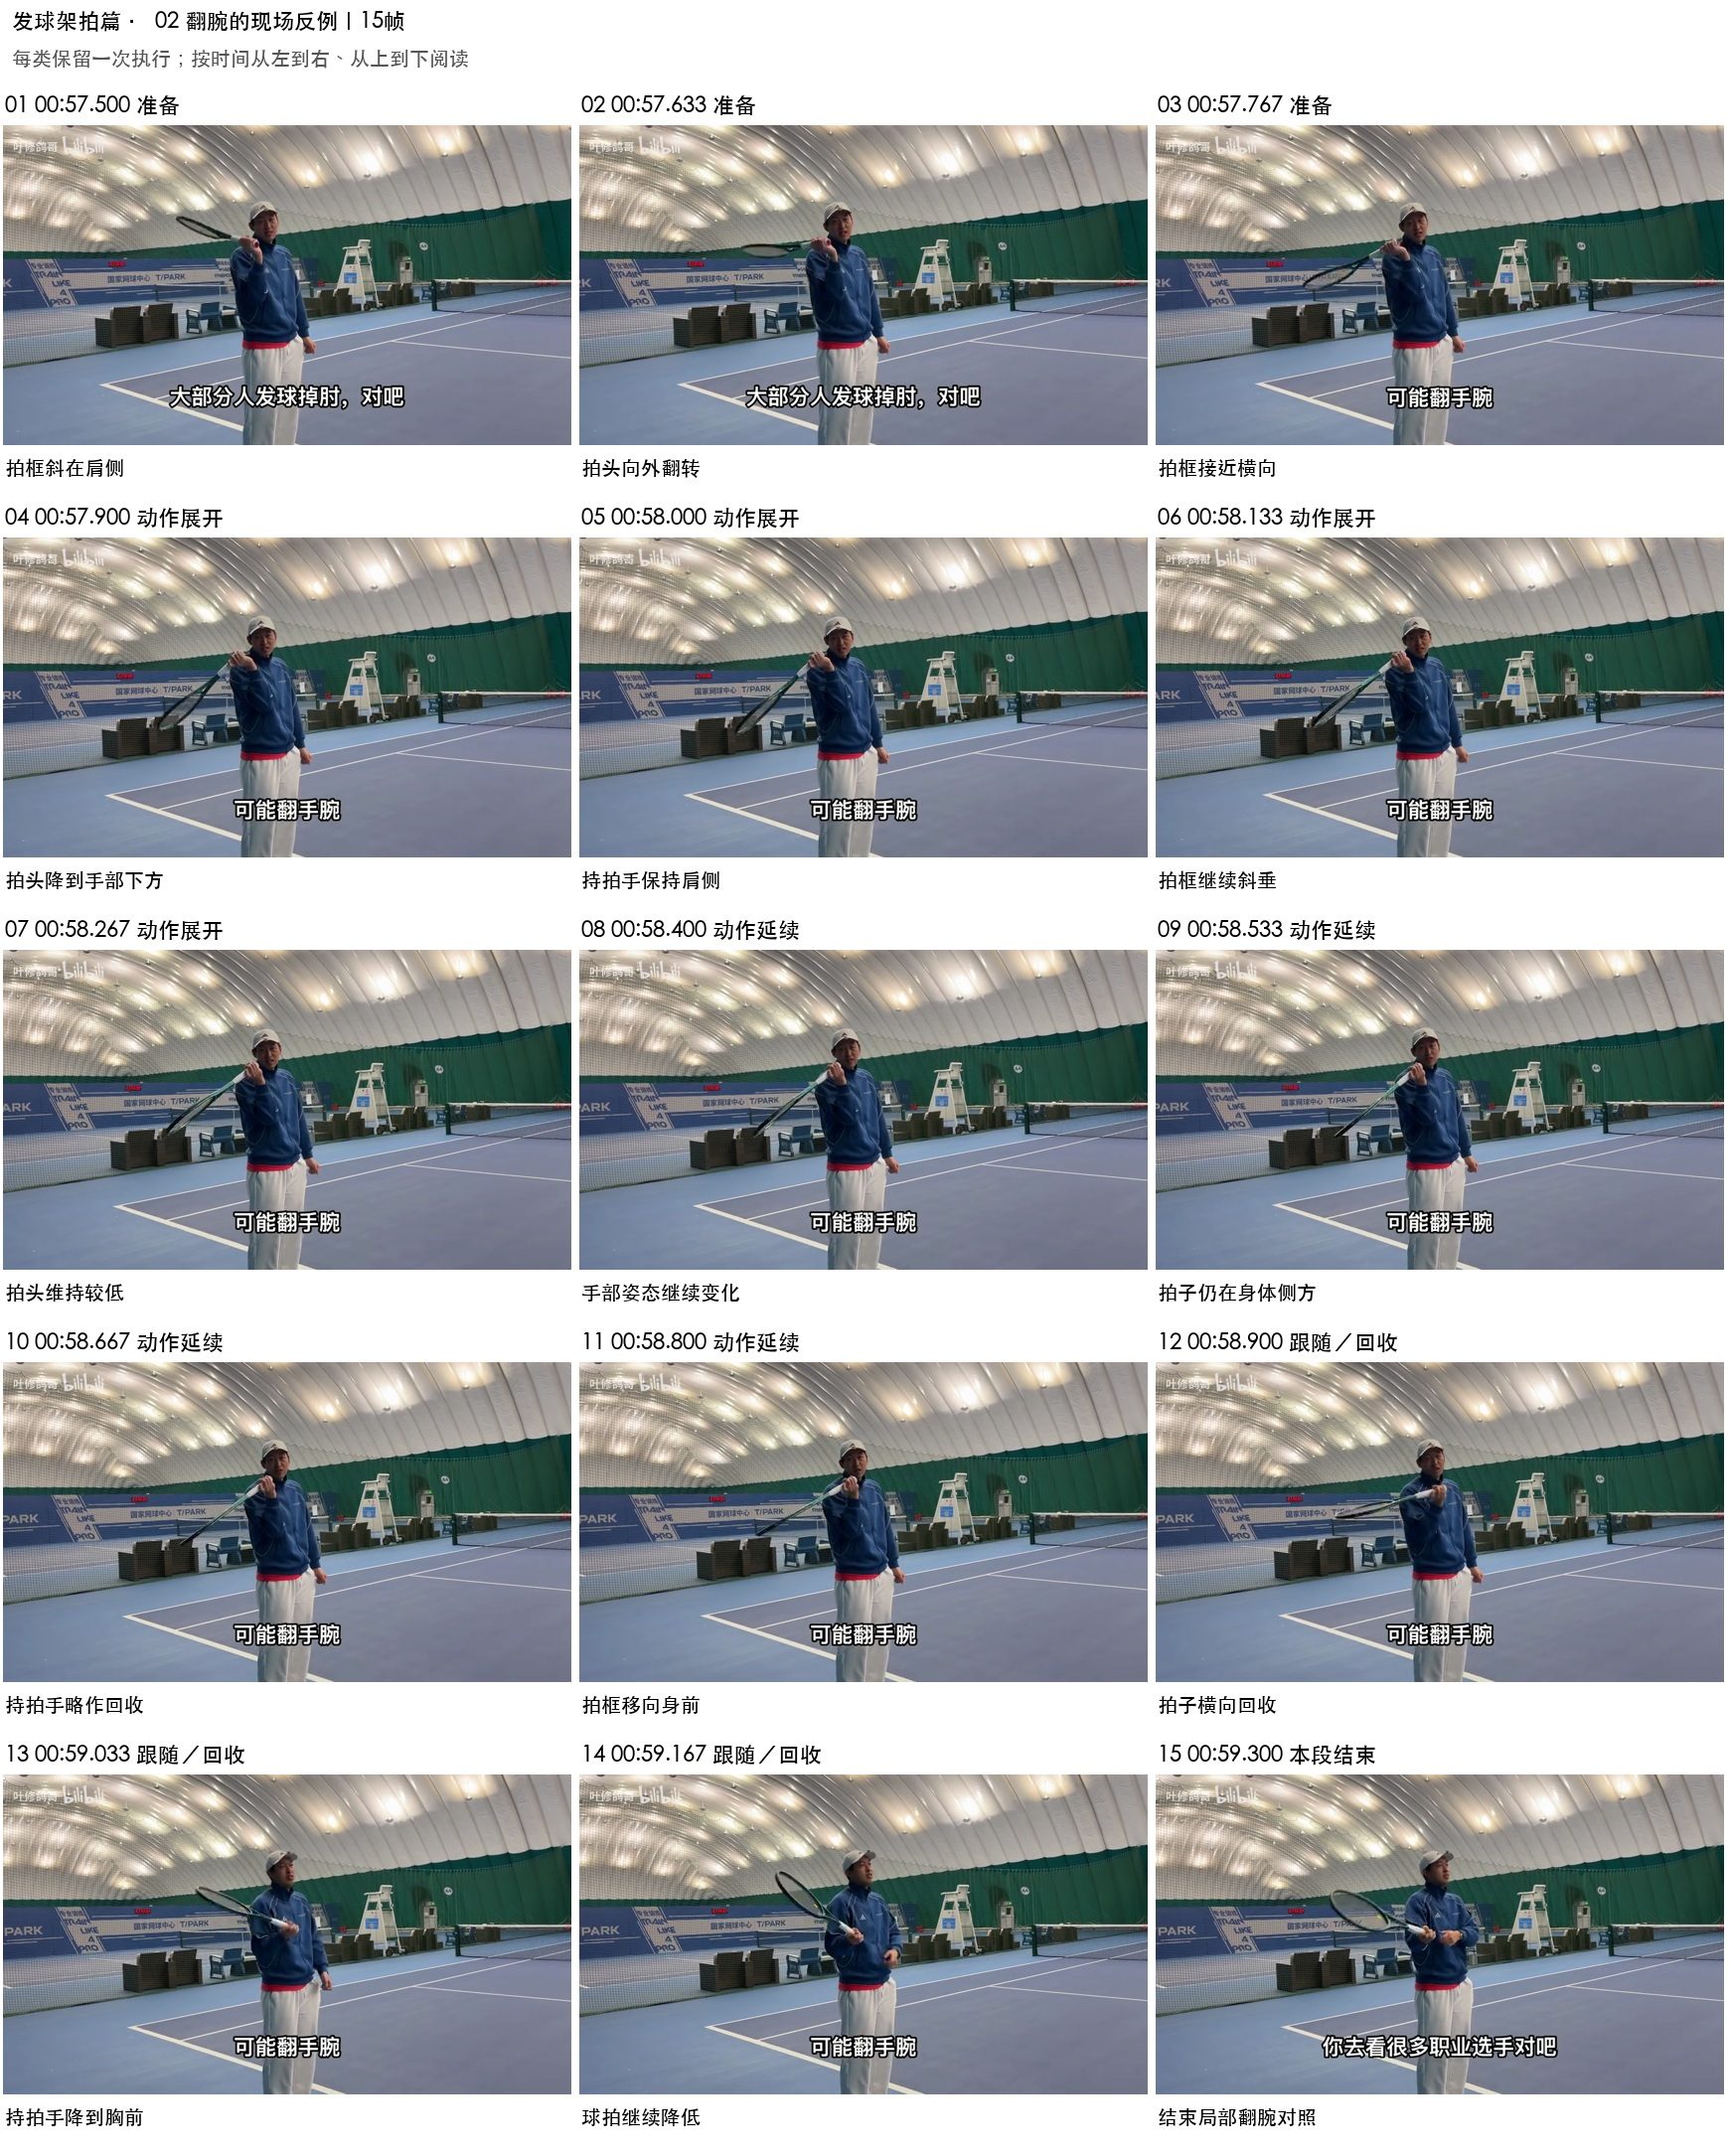 发球架拍篇 · 02 翻腕的现场反例 | 15帧
每类保留一次执行；按时间从左到右、从上到下阅读
01 00:57.500 准备
02 00:57.633 准备
03 00:57.767 准备
叶修鸽哥 bilibili
国家网球中心 T/PARK
TRAIN LIKE A PRO
大部分人发球掉肘，对吧
大部分人发球掉肘，对吧
可能翻手腕
拍框斜在肩侧
拍头向外翻转
拍框接近横向
04 00:57.900 动作展开
05 00:58.000 动作展开
06 00:58.133 动作展开
可能翻手腕
可能翻手腕
可能翻手腕
拍头降到手部下方
持拍手保持肩侧
拍框继续斜垂
07 00:58.267 动作展开
08 00:58.400 动作延续
09 00:58.533 动作延续
可能翻手腕
可能翻手腕
可能翻手腕
拍头维持较低
手部姿态继续变化
拍子仍在身体侧方
10 00:58.667 动作延续
11 00:58.800 动作延续
12 00:58.900 跟随／回收
可能翻手腕
可能翻手腕
可能翻手腕
持拍手略作回收
拍框移向身前
拍子横向回收
13 00:59.033 跟随／回收
14 00:59.167 跟随／回收
15 00:59.300 本段结束
可能翻手腕
可能翻手腕
你去看很多职业选手对吧
持拍手降到胸前
球拍继续降低
结束局部翻腕对照